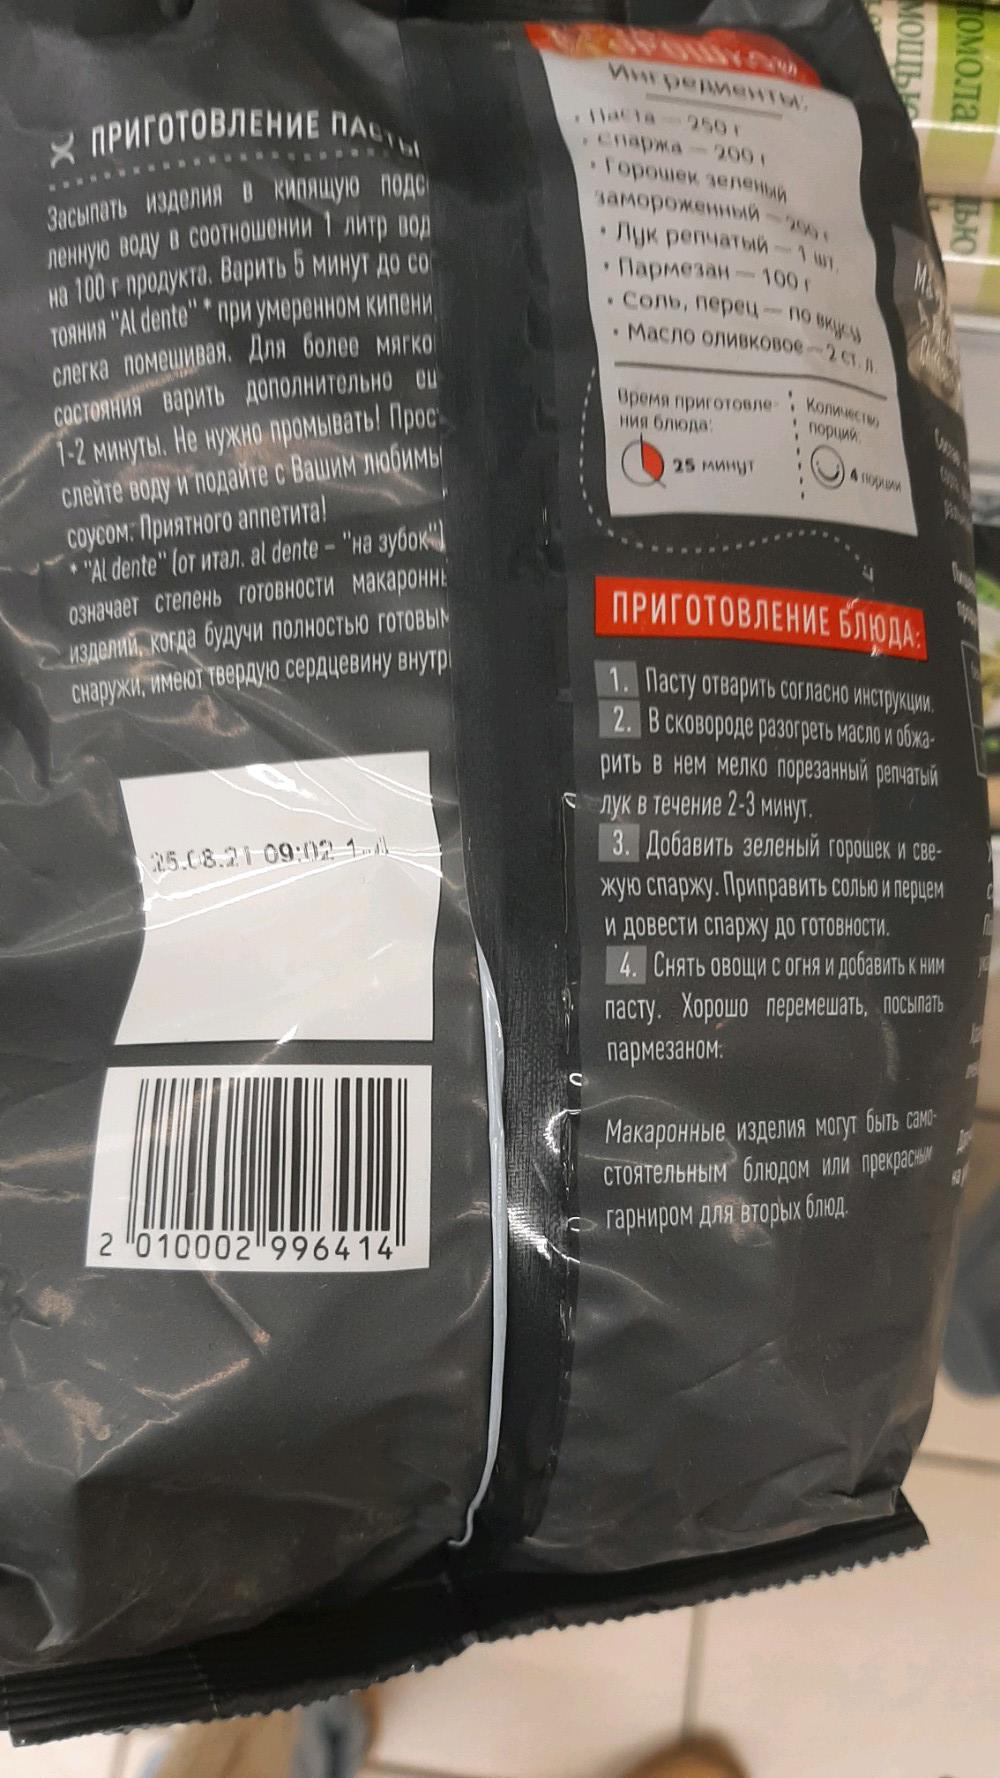 ПРИГОТОВЛЕНИЕ ПАСТЫ
Засыпать изделия в кипящую подс
ленную воду в соотношении 1 литр вод
на 100 г продукта. Варить 5 минут до со
тояния "Al dente" * при умеренном кипени
слегка помешивая. Для более мягко
состояния варить дополнительно ещ
1-2 минуты. Не нужно промывать! Прос
слейте воду и подайте с Вашим любимы
соусом. Приятного аппетита!
* "Al dente" (от итал. al dente – "на зубок")
означает степень готовности макаронны
изделий, когда будучи полностью готовым
снаружи, имеют твердую сердцевину внутри
25.08.21 09:02
2 010002 996414
Ингредиенты:
• Паста — 250 г
• Спаржа — 200 г
• Горошек зеленый
замороженный — 200 г
• Лук репчатый — 1 шт.
• Пармезан — 100 г
• Соль, перец — по вкусу
• Масло оливковое — 2 ст. л.
Время приготовле-
ния блюда:
25 минут
Количество
порций:
4 порции
ПРИГОТОВЛЕНИЕ БЛЮДА:
1. Пасту отварить согласно инструкции.
2. В сковороде разогреть масло и обжа-
рить в нем мелко порезанный репчатый
лук в течение 2-3 минут.
3. Добавить зеленый горошек и све-
жую спаржу. Приправить солью и перцем
и довести спаржу до готовности.
4. Снять овощи с огня и добавить к ним
пасту. Хорошо перемешать, посыпать
пармезаном.
Макаронные изделия могут быть само-
стоятельным блюдом или прекрасным
гарниром для вторых блюд.